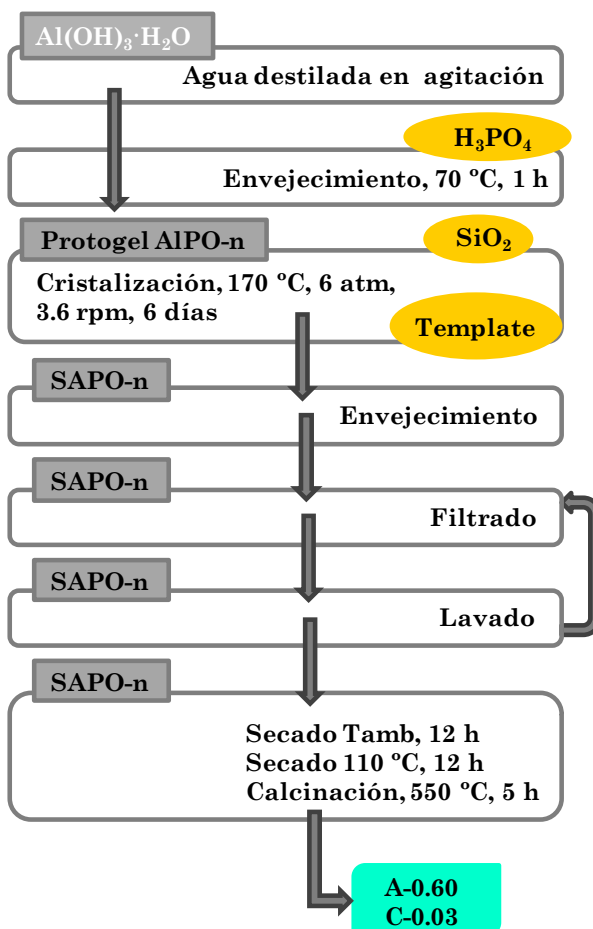 Al(OH)₃·H₂O
Agua destilada en agitación
H₃PO₄
Envejecimiento, 70 ºC, 1 h
Protogel AlPO-n
SiO₂
Cristalización, 170 ºC, 6 atm,
3.6 rpm, 6 días
Template
SAPO-n
Envejecimiento
SAPO-n
Filtrado
SAPO-n
Lavado
SAPO-n
Secado Tamb, 12 h
Secado 110 ºC, 12 h
Calcinación, 550 ºC, 5 h
A-0.60
C-0.03